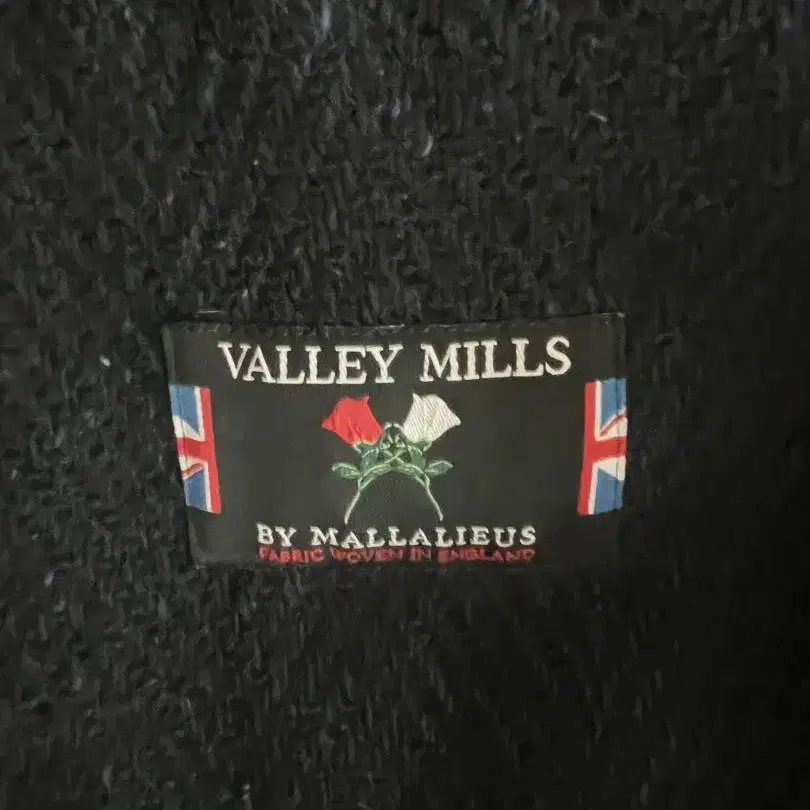 VALLEY MILLS
BY MALLALIEUS
FABRIC WOVEN IN ENGLAND